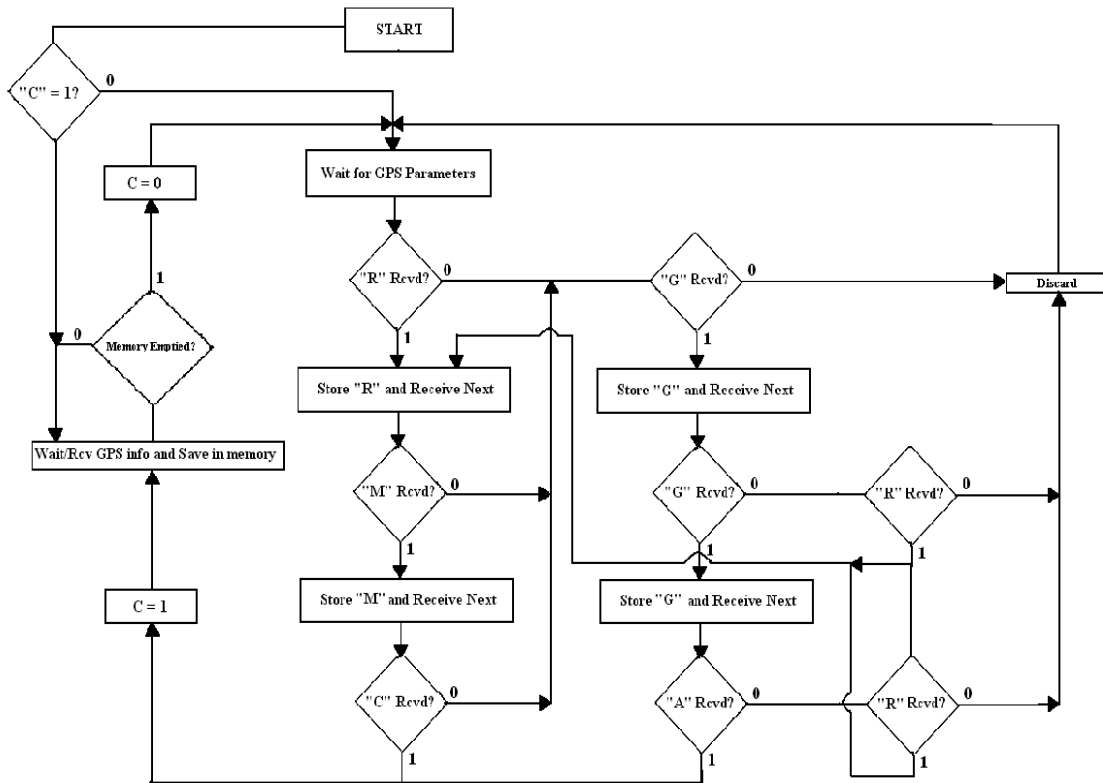 START
"C" = 1?
0
C = 0
Wait for GPS Parameters
"R" Rcvd?
0
"G" Rcvd?
0
Discard
1
1
1
0
Memory Emptied?
Store "R" and Receive Next
Store "G" and Receive Next
Wait/Rcv GPS info and Save in memory
"M" Rcvd?
0
"G" Rcvd?
0
"R" Rcvd?
0
1
1
1
C = 1
Store "M" and Receive Next
Store "G" and Receive Next
"C" Rcvd?
0
"A" Rcvd?
0
"R" Rcvd?
0
1
1
1